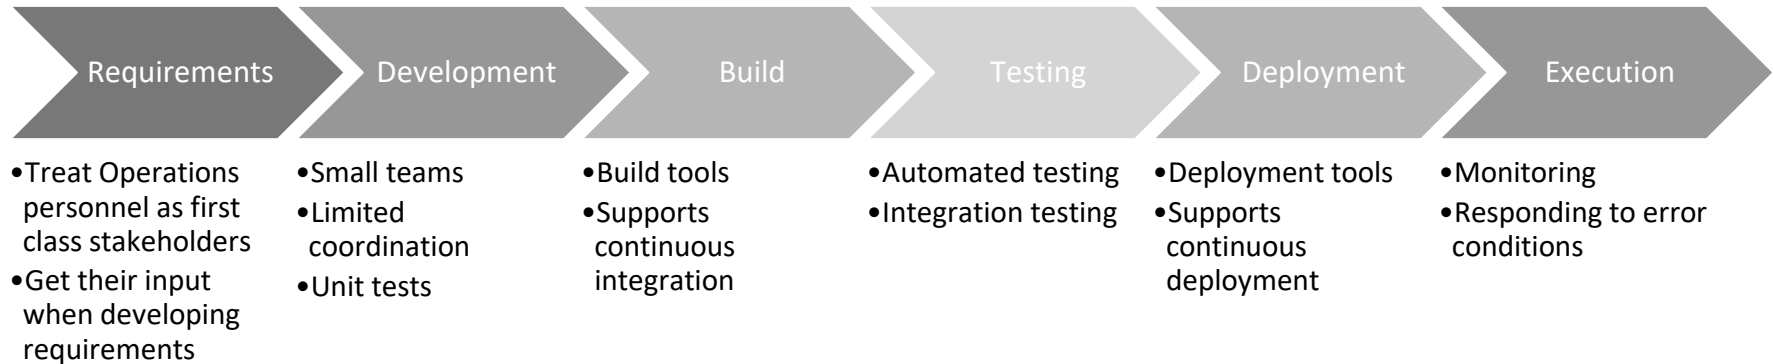 Requirements
Development
Build
Testing
Deployment
Execution
•Treat Operations
personnel as first
class stakeholders
•Get their input
when developing
requirements
•Small teams
•Limited
coordination
•Unit tests
•Build tools
•Supports
continuous
integration
•Automated testing
•Integration testing
•Deployment tools
•Supports
continuous
deployment
•Monitoring
•Responding to error
conditions